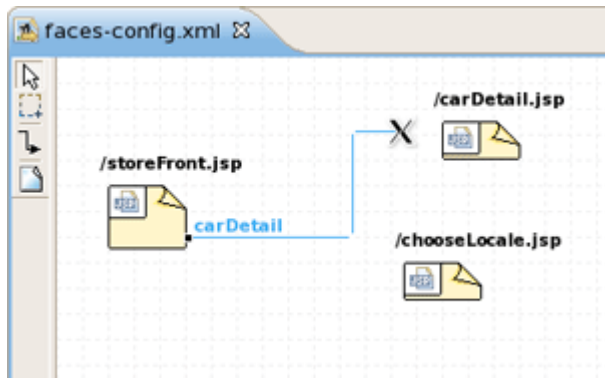 faces-config.xml
/carDetail.jsp
/storeFront.jsp
carDetail
/chooseLocale.jsp